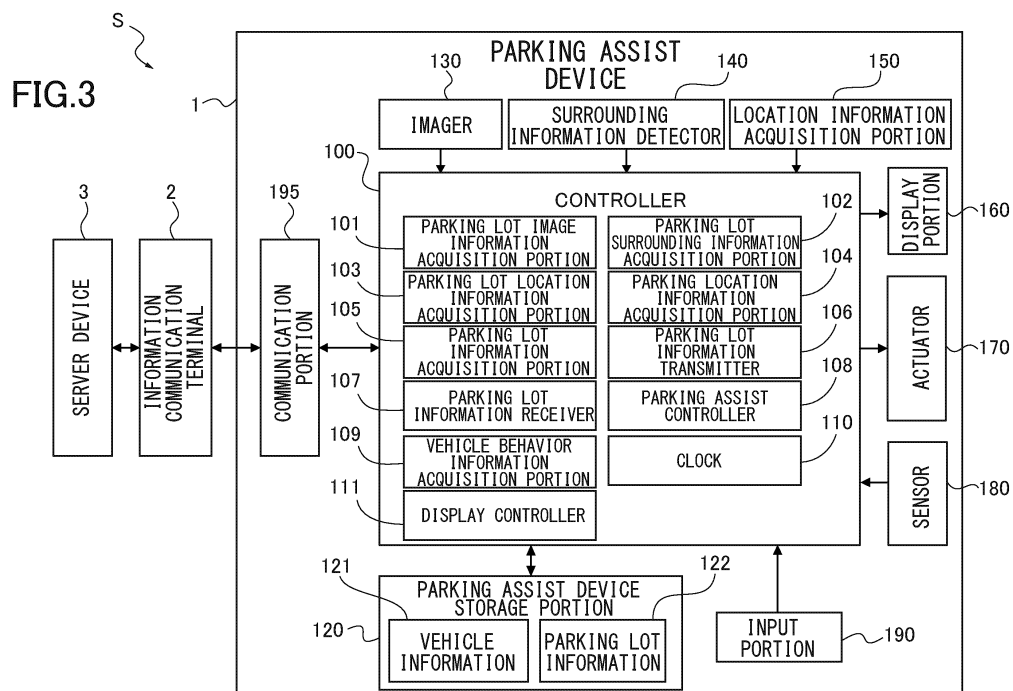 S
FIG.3
1
PARKING ASSIST
DEVICE
130
140
150
IMAGER
SURROUNDING
INFORMATION DETECTOR
LOCATION INFORMATION
ACQUISITION PORTION
100
CONTROLLER
102
DISPLAY
PORTION
160
3
2
195
101
PARKING LOT IMAGE
INFORMATION
ACQUISITION PORTION
PARKING LOT
SURROUNDING INFORMATION
ACQUISITION PORTION
103
PARKING LOT LOCATION
INFORMATION
ACQUISITION PORTION
PARKING LOCATION
INFORMATION
ACQUISITION PORTION
104
105
PARKING LOT
INFORMATION
ACQUISITION PORTION
PARKING LOT
INFORMATION
TRANSMITTER
106
SERVER DEVICE
INFORMATION
COMMUNICATION
TERMINAL
COMMUNICATION
PORTION
ACTUATOR
170
107
PARKING LOT
INFORMATION RECEIVER
PARKING ASSIST
CONTROLLER
108
109
VEHICLE BEHAVIOR
INFORMATION
ACQUISITION PORTION
CLOCK
110
111
DISPLAY CONTROLLER
SENSOR
180
121
122
PARKING ASSIST DEVICE
STORAGE PORTION
120
VEHICLE
INFORMATION
PARKING LOT
INFORMATION
INPUT
PORTION
190